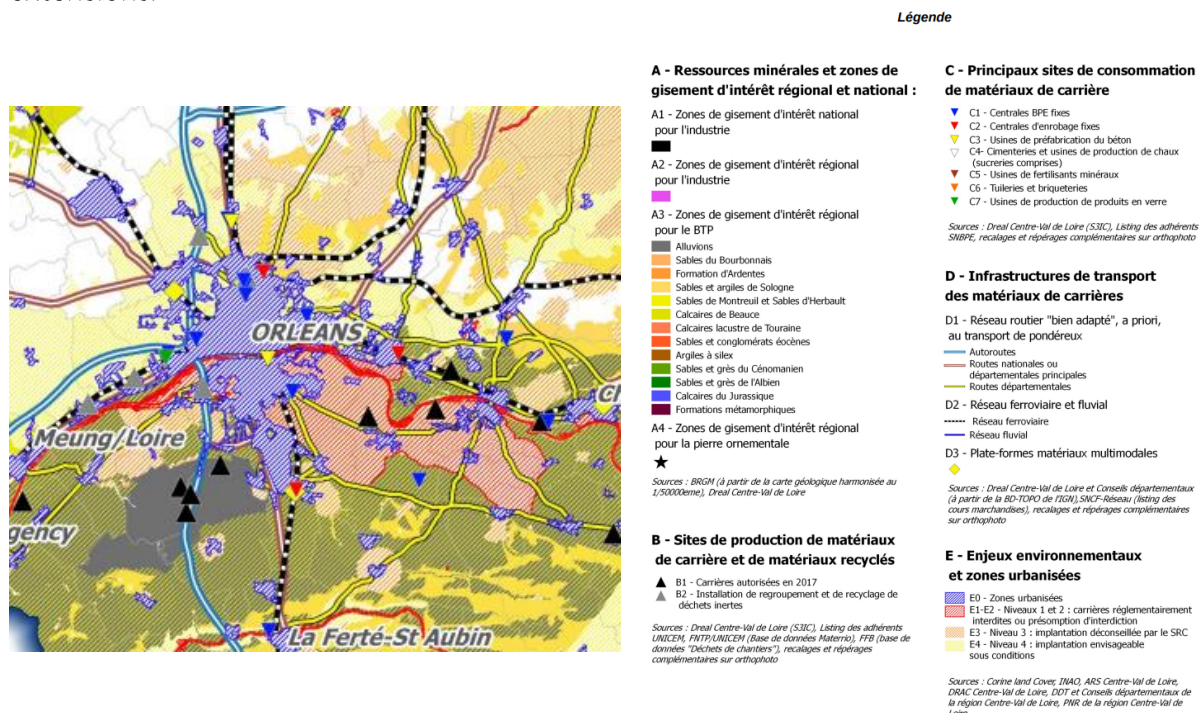 Légende
ORLEANS
Meung/Loire
gency
La Ferté-St Aubin
A - Ressources minérales et zones de
gisement d'intérêt régional et national :
A1 - Zones de gisement d'intérêt national
pour l'industrie
A2 - Zones de gisement d'intérêt régional
pour l'industrie
A3 - Zones de gisement d'intérêt régional
pour le BTP
Alluvions
Sables du Bourbonnais
Formation d'Ardentes
Sables et argiles de Sologne
Sables de Montreuil et Sables d'Herbault
Calcaires de Beauce
Calcaires lacustre de Touraine
Sables et conglomérats éocènes
Argiles à silex
Sables et grès du Cénomanien
Sables et grès de l'Albien
Calcaires du Jurassique
Formations métamorphiques
A4 - Zones de gisement d'intérêt régional
pour la pierre ornementale
Sources : BRGM (à partir de la carte géologique harmonisée au
1/50000eme), Dreal Centre-Val de Loire
B - Sites de production de matériaux
de carrière et de matériaux recyclés
B1 - Carrières autorisées en 2017
B2 - Installation de regroupement et de recyclage de
déchets inertes
Sources : Dreal Centre-Val de Loire (S3IC), Listing des adhérents
UNICEM, FNTP/UNICEM (Base de données Materrio), FFB (base de
données "Déchets de chantiers"), recalages et répérages
complémentaires sur orthophoto
C - Principaux sites de consommation
de matériaux de carrière
C1 - Centrales BPE fixes
C2 - Centrales d'enrobage fixes
C3 - Usines de préfabrication du béton
C4- Cimenteries et usines de production de chaux
(sucreries comprises)
C5 - Usines de fertilisants minéraux
C6 - Tuileries et briqueteries
C7 - Usines de production de produits en verre
Sources : Dreal Centre-Val de Loire (S3IC), Listing des adhérents
SNBPE, recalages et répérages complémentaires sur orthophoto
D - Infrastructures de transport
des matériaux de carrières
D1 - Réseau routier "bien adapté", a priori,
au transport de pondéreux
Autoroutes
Routes nationales ou
départementales principales
Routes départementales
D2 - Réseau ferroviaire et fluvial
Réseau ferroviaire
Réseau fluvial
D3 - Plate-formes matériaux multimodales
Sources : Dreal Centre-Val de Loire et Conseils départementaux
(à partir de la BD-TOPO de l'IGN),SNCF-Réseau (listing des
cours marchandises), recalages et répérages complémentaires
sur orthophoto
E - Enjeux environnementaux
et zones urbanisées
E0 - Zones urbanisées
E1-E2 - Niveaux 1 et 2 : carrières réglementairement
interdites ou présomption d'interdiction
E3 - Niveau 3 : implantation déconseillée par le SRC
E4 - Niveau 4 : implantation envisageable
sous conditions
Sources : Corine land Cover, INAO, ARS Centre-Val de Loire,
DRAC Centre-Val de Loire, DDT et Conseils départementaux de
la région Centre-Val de Loire, PNR de la région Centre-Val de